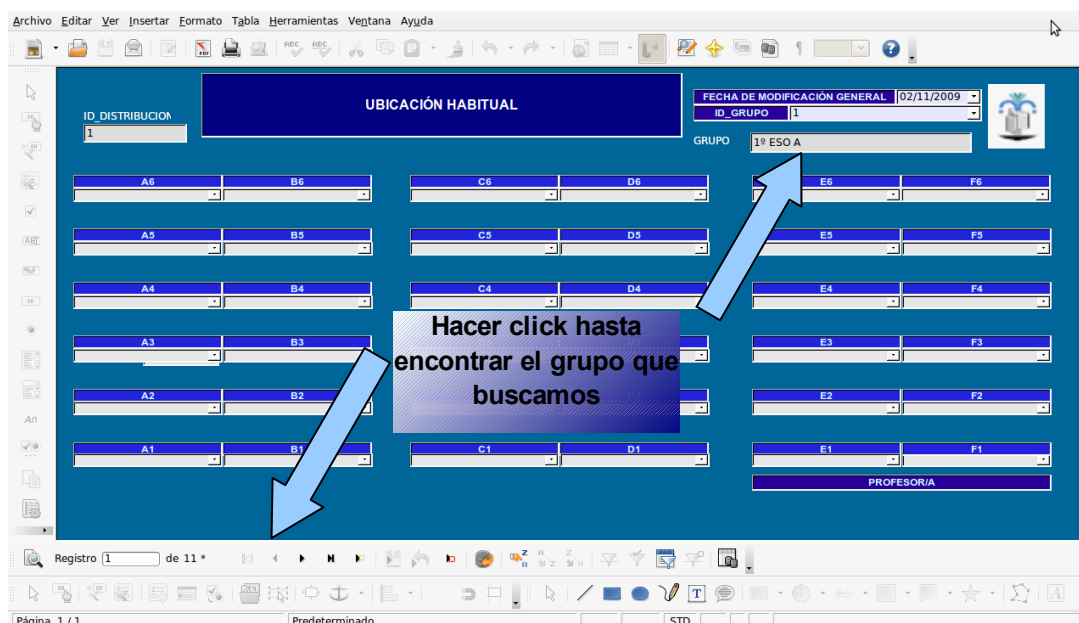 Archivo Editar Ver Insertar Formato Tabla Herramientas Ventana Ayuda
UBICACIÓN HABITUAL
FECHA DE MODIFICACIÓN GENERAL 02/11/2009
ID_DISTRIBUCION
ID_GRUPO 1
1
GRUPO 1º ESO A
A6 B6 C6 D6 E6 F6
A5 B5 C5 D5 E5 F5
A4 B4 C4 D4 E4 F4
Hacer click hasta
encontrar el grupo que
buscamos
A3 B3 E3 F3
A2 B2 E2 F2
A1 B1 C1 D1 E1 F1
PROFESOR/A
Registro 1 de 11 *
Página 1 / 1 Predeterminado STD